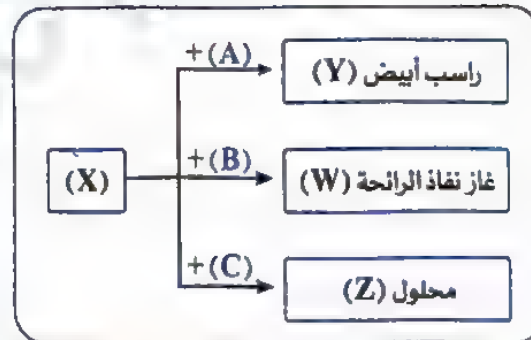 +(A)
راسب أبيض (Y)
(X)
+(B)
غاز نفاذ الرائحة (W)
+(C)
محلول (Z)